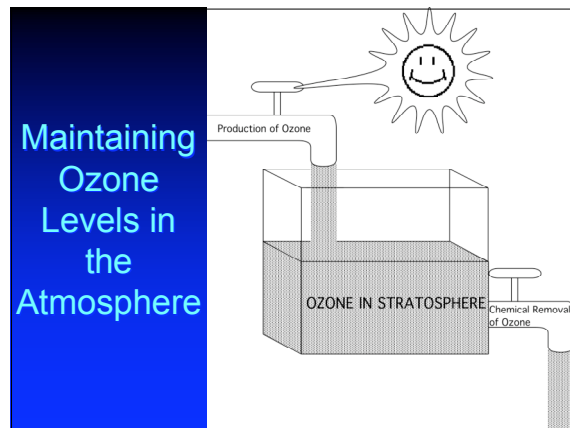 Maintaining
Ozone
Levels in
the
Atmosphere
Production of Ozone
OZONE IN STRATOSPHERE
Chemical Removal
of Ozone